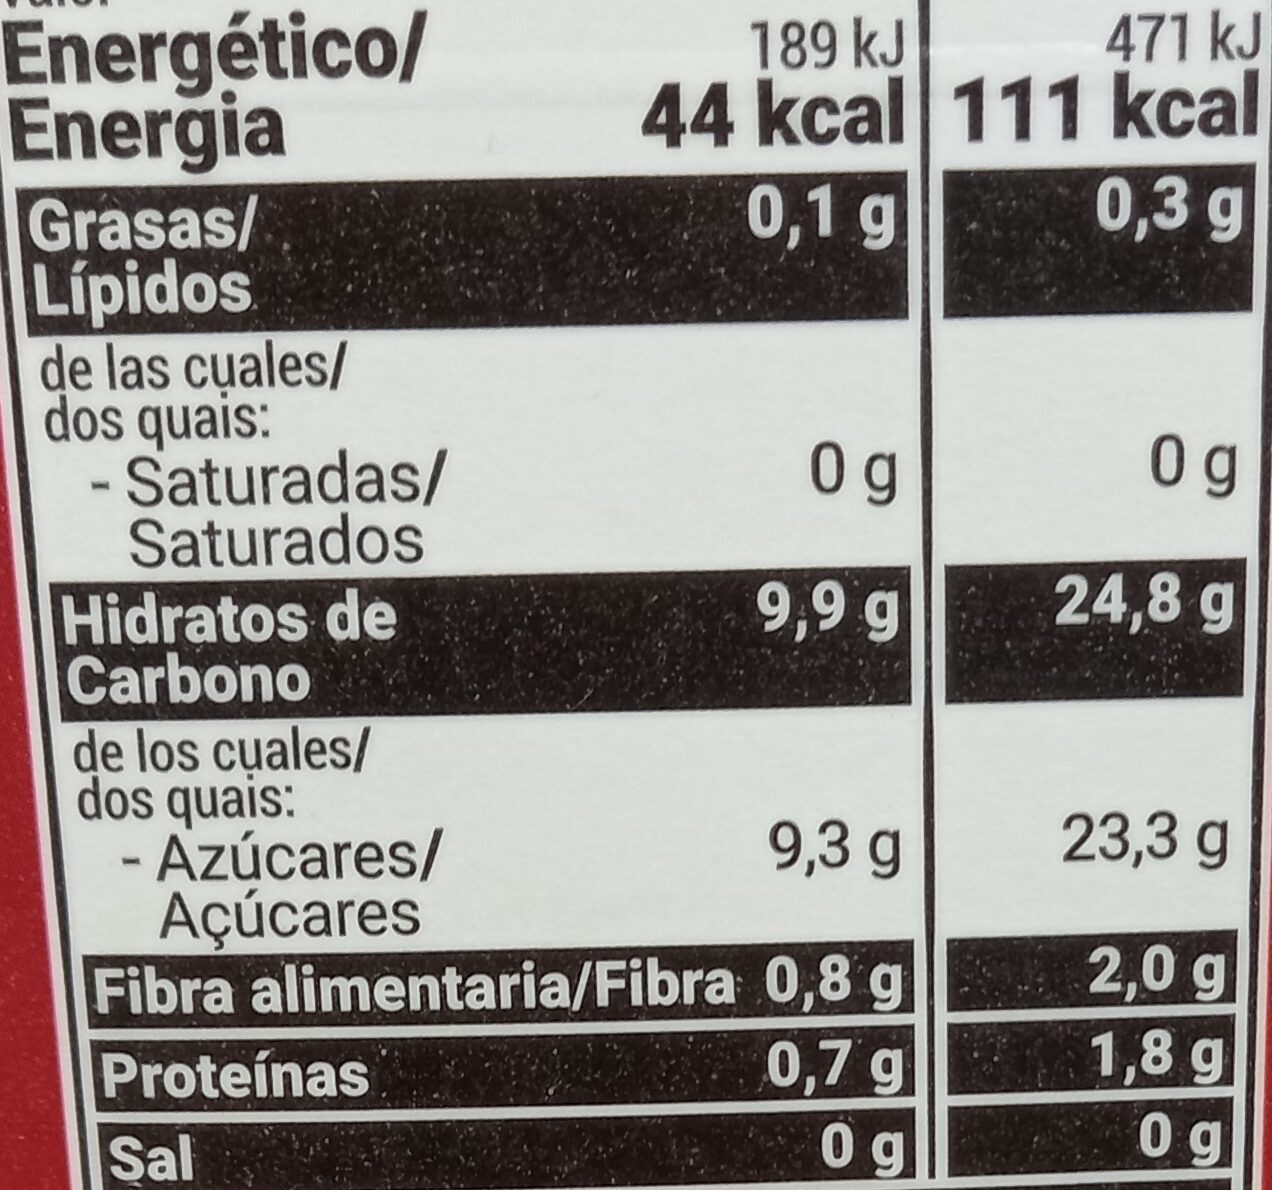 Energético/ 189 kJ 471 kJ
Energia 44 kcal 111 kcal
Grasas/ 0,1 g 0,3 g
Lípidos
de las cuales/
dos quais:
- Saturadas/ 0 g 0 g
Saturados
Hidratos de 9,9 g 24,8 g
Carbono
de los cuales/
dos quais:
- Azúcares/ 9,3 g 23,3 g
Açúcares
Fibra alimentaria/Fibra 0,8 g 2,0 g
Proteínas 0,7 g 1,8 g
Sal 0 g 0 g